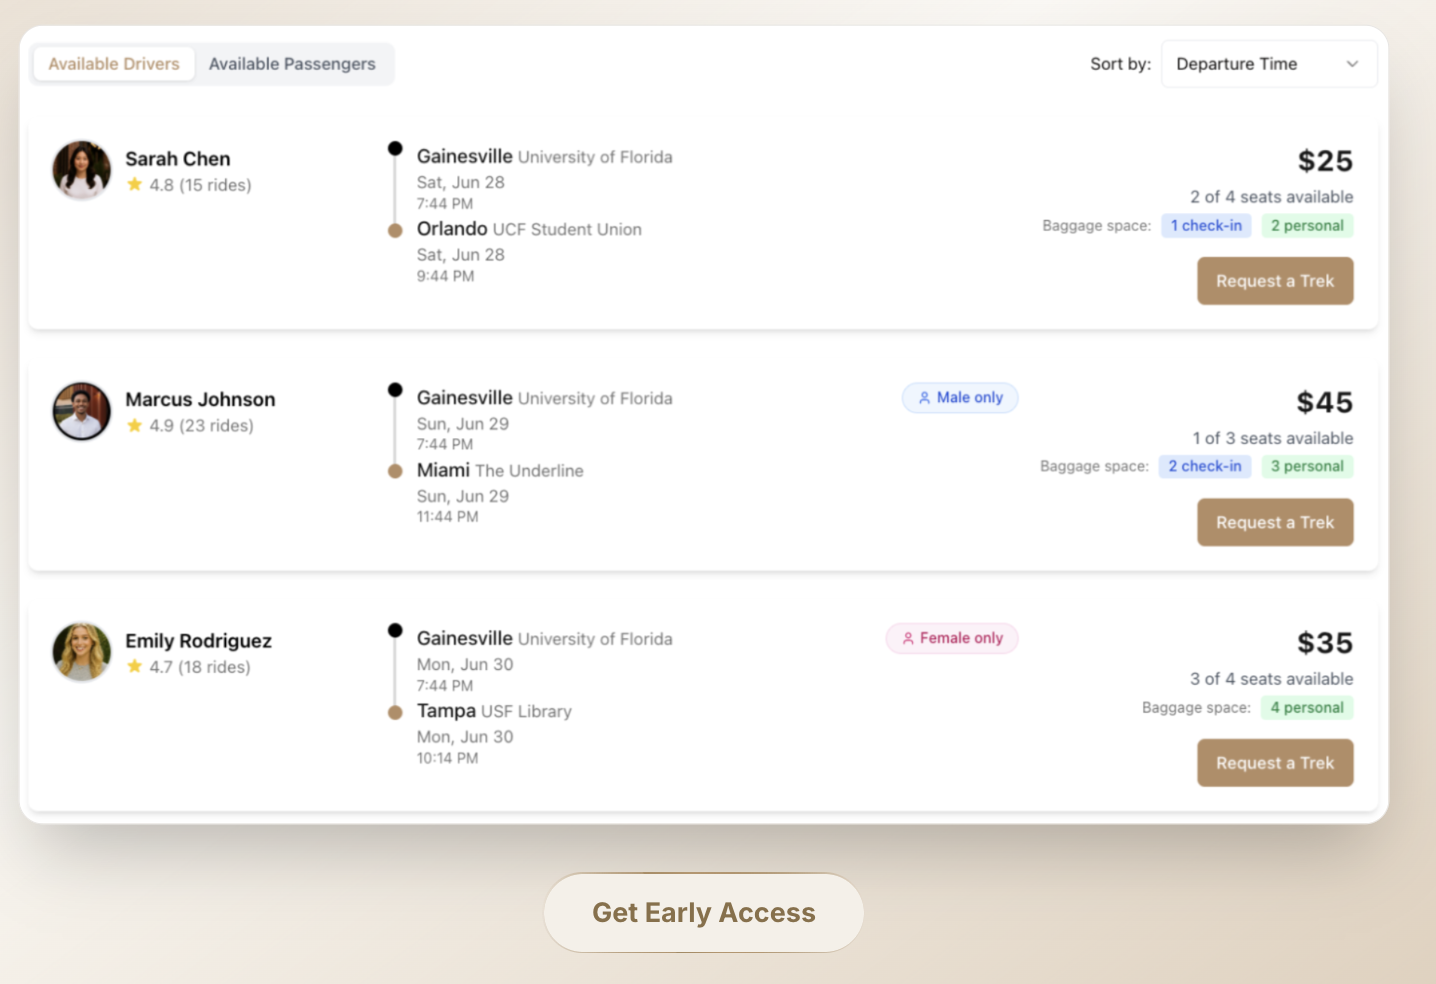 Available Drivers Available Passengers Sort by: Departure Time
Sarah Chen
4.8 (15 rides)
Gainesville University of Florida
Sat, Jun 28
7:44 PM
Orlando UCF Student Union
Sat, Jun 28
9:44 PM
$25
2 of 4 seats available
Baggage space: 1 check-in 2 personal
Request a Trek
Marcus Johnson
4.9 (23 rides)
Gainesville University of Florida
Sun, Jun 29
7:44 PM
Miami The Underline
Sun, Jun 29
11:44 PM
Male only
$45
1 of 3 seats available
Baggage space: 2 check-in 3 personal
Request a Trek
Emily Rodriguez
4.7 (18 rides)
Gainesville University of Florida
Mon, Jun 30
7:44 PM
Tampa USF Library
Mon, Jun 30
10:14 PM
Female only
$35
3 of 4 seats available
Baggage space: 4 personal
Request a Trek
Get Early Access